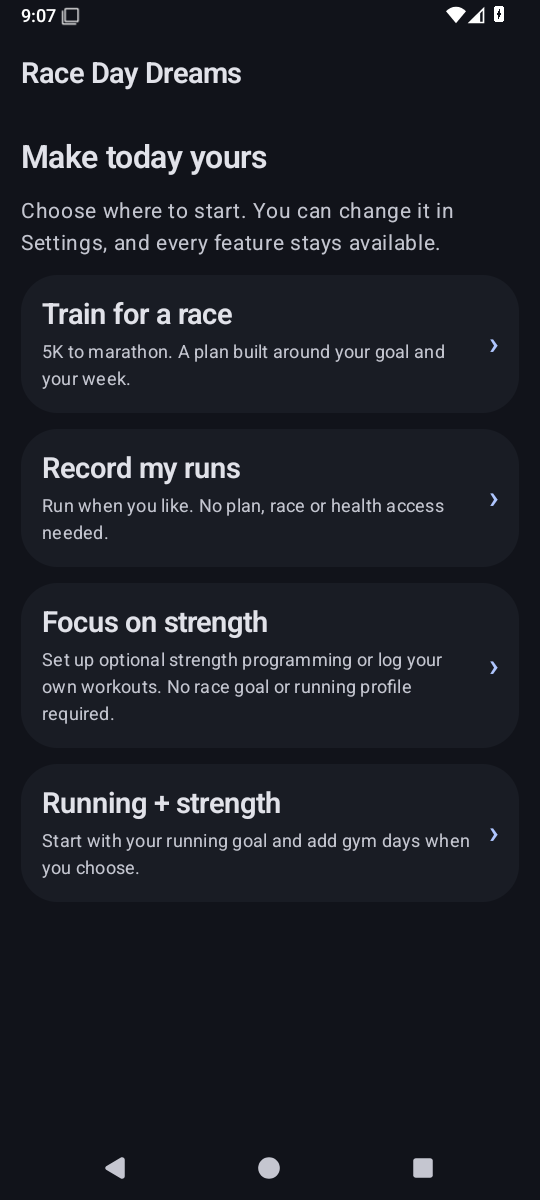 9:07
Race Day Dreams
Make today yours
Choose where to start. You can change it in
Settings, and every feature stays available.
Train for a race
5K to marathon. A plan built around your goal and
your week.
Record my runs
Run when you like. No plan, race or health access
needed.
Focus on strength
Set up optional strength programming or log your
own workouts. No race goal or running profile
required.
Running + strength
Start with your running goal and add gym days when
you choose.